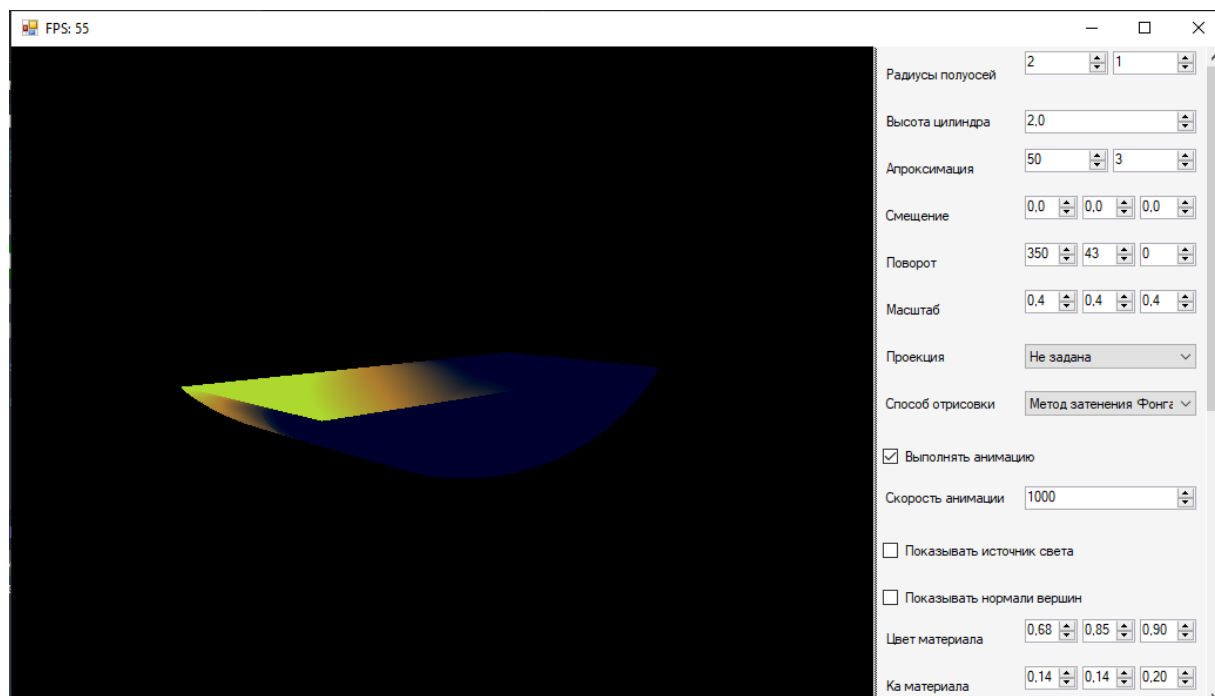 FPS: 55
Радиусы полуосей 2 1
Высота цилиндра 2,0
Апроксимация 50 3
Смещение 0,0 0,0 0,0
Поворот 350 43 0
Масштаб 0,4 0,4 0,4
Проекция Не задана
Способ отрисовки Метод затенения Фонга
Выполнять анимацию
Скорость анимации 1000
Показывать источник света
Показывать нормали вершин
Цвет материала 0,68 0,85 0,90
Ка материала 0,14 0,14 0,20